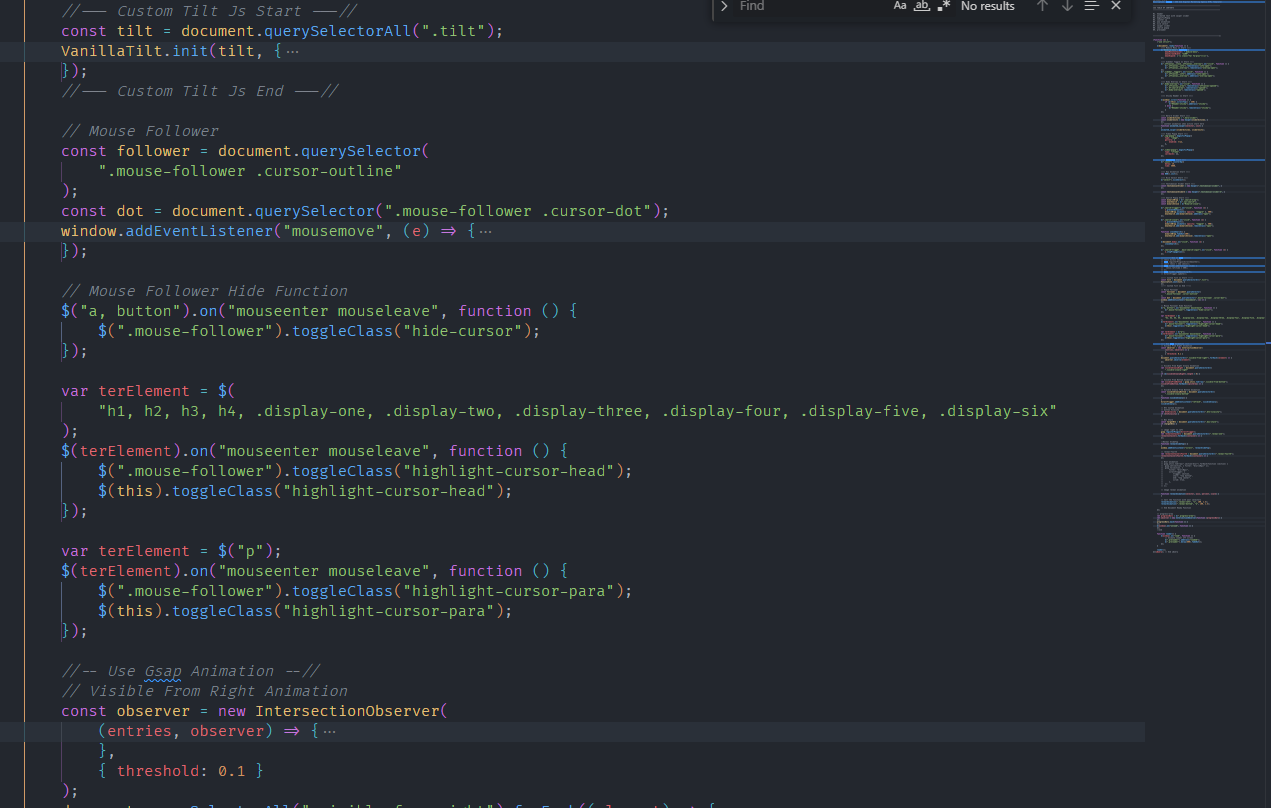 //--- Custom Tilt Js Start ---//
const tilt = document.querySelectorAll(".tilt");
VanillaTilt.init(tilt, {···
});
//--- Custom Tilt Js End ---//
// Mouse Follower
const follower = document.querySelector(
".mouse-follower .cursor-outline"
);
const dot = document.querySelector(".mouse-follower .cursor-dot");
window.addEventListener("mousemove", (e) => {···
});
// Mouse Follower Hide Function
$("a, button").on("mouseenter mouseleave", function () {
$(".mouse-follower").toggleClass("hide-cursor");
});
var terElement = $(
"h1, h2, h3, h4, .display-one, .display-two, .display-three, .display-four, .display-five, .display-six"
);
$(terElement).on("mouseenter mouseleave", function () {
$(".mouse-follower").toggleClass("highlight-cursor-head");
$(this).toggleClass("highlight-cursor-head");
});
var terElement = $("p");
$(terElement).on("mouseenter mouseleave", function () {
$(".mouse-follower").toggleClass("highlight-cursor-para");
$(this).toggleClass("highlight-cursor-para");
});
//-- Use Gsap Animation --//
// Visible From Right Animation
const observer = new IntersectionObserver(
(entries, observer) => {···
},
{ threshold: 0.1 }
);
Find
Aa ab .*
No results